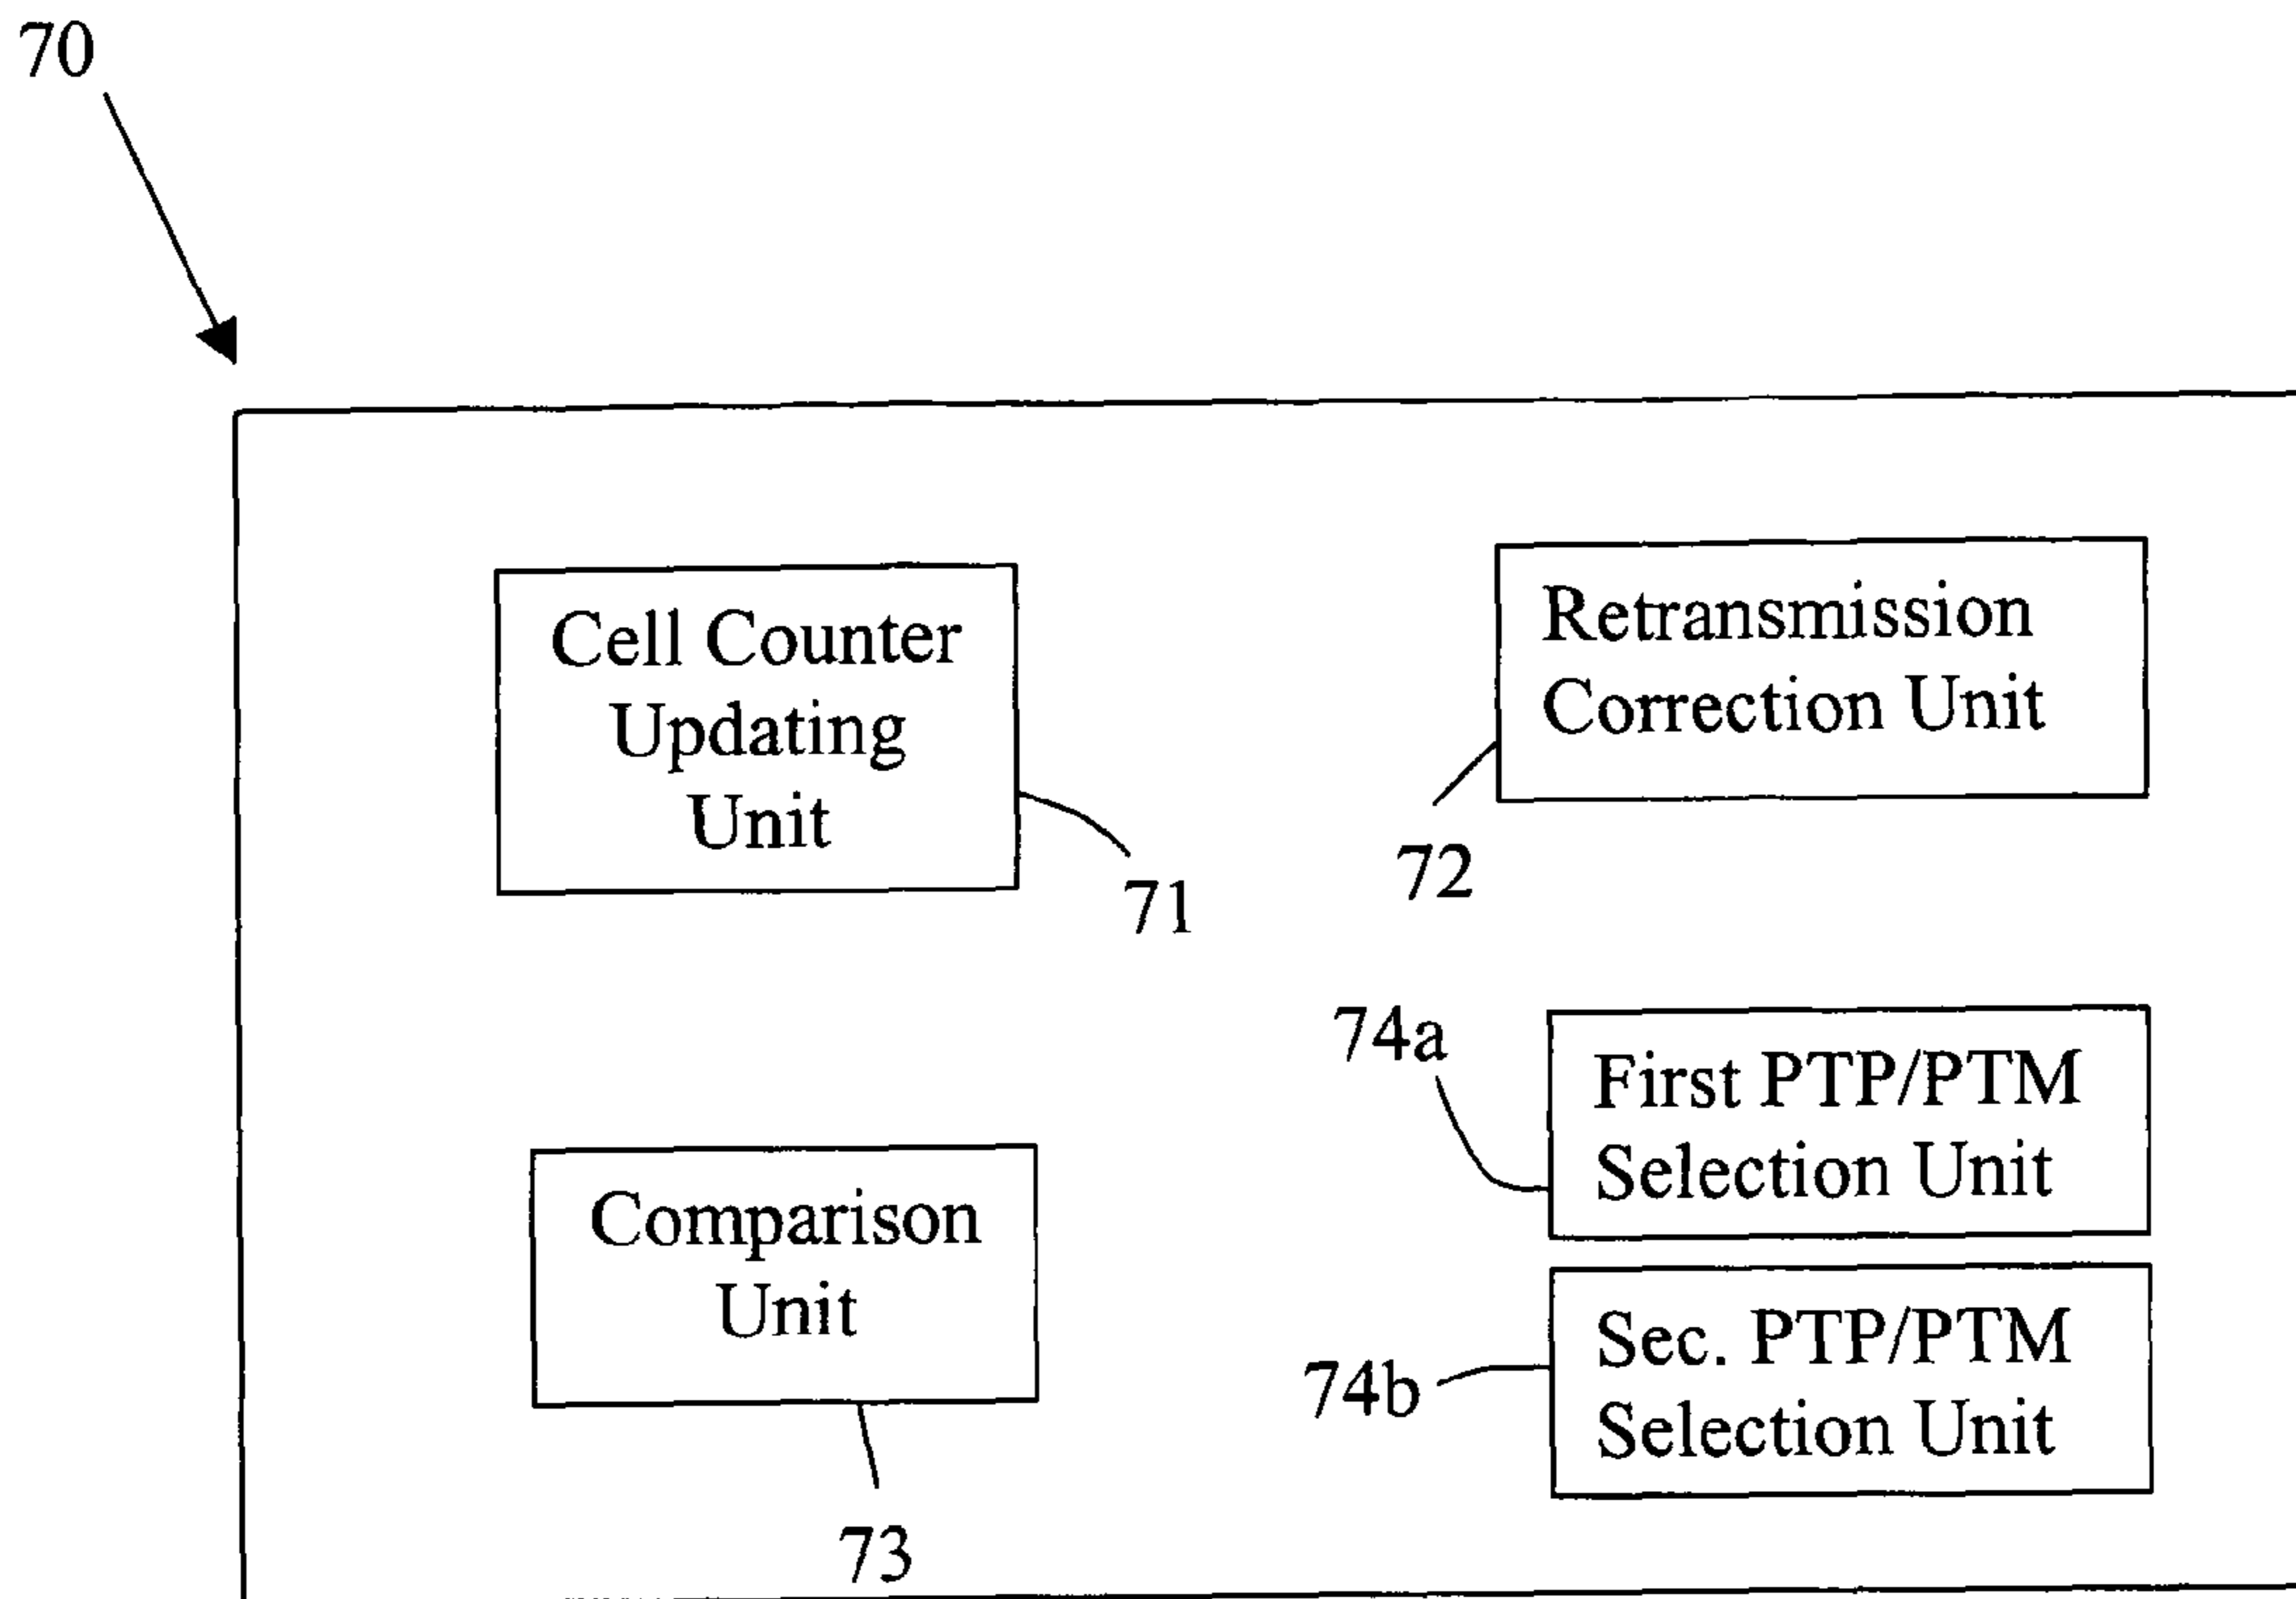 70
Cell Counter
Updating
Unit
71
Retransmission
Correction Unit
72
74a
First PTP/PTM
Selection Unit
Comparison
Unit
73
74b
Sec. PTP/PTM
Selection Unit